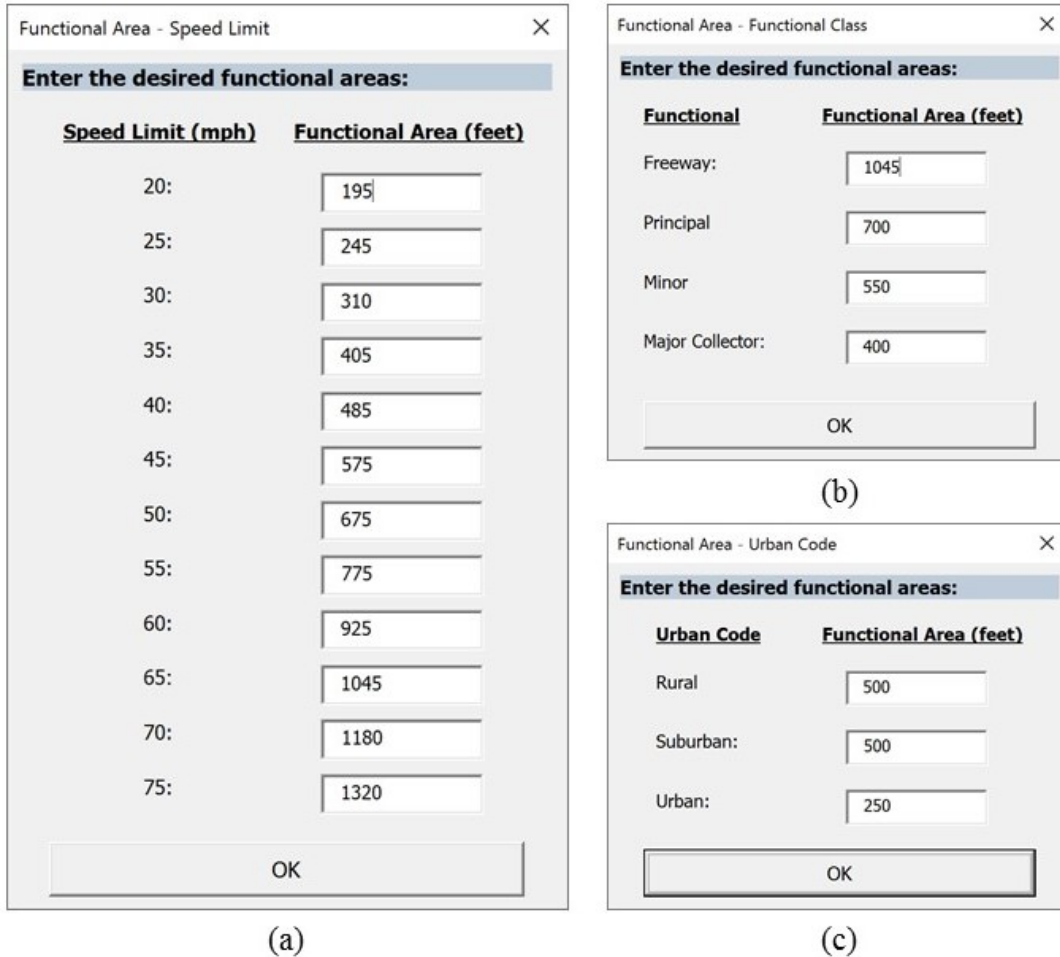 Functional Area - Speed Limit
Enter the desired functional areas:
Speed Limit (mph) Functional Area (feet)
20: 195
25: 245
30: 310
35: 405
40: 485
45: 575
50: 675
55: 775
60: 925
65: 1045
70: 1180
75: 1320
OK
(a)
Functional Area - Functional Class
Enter the desired functional areas:
Functional Functional Area (feet)
Freeway: 1045
Principal 700
Minor 550
Major Collector: 400
OK
(b)
Functional Area - Urban Code
Enter the desired functional areas:
Urban Code Functional Area (feet)
Rural 500
Suburban: 500
Urban: 250
OK
(c)